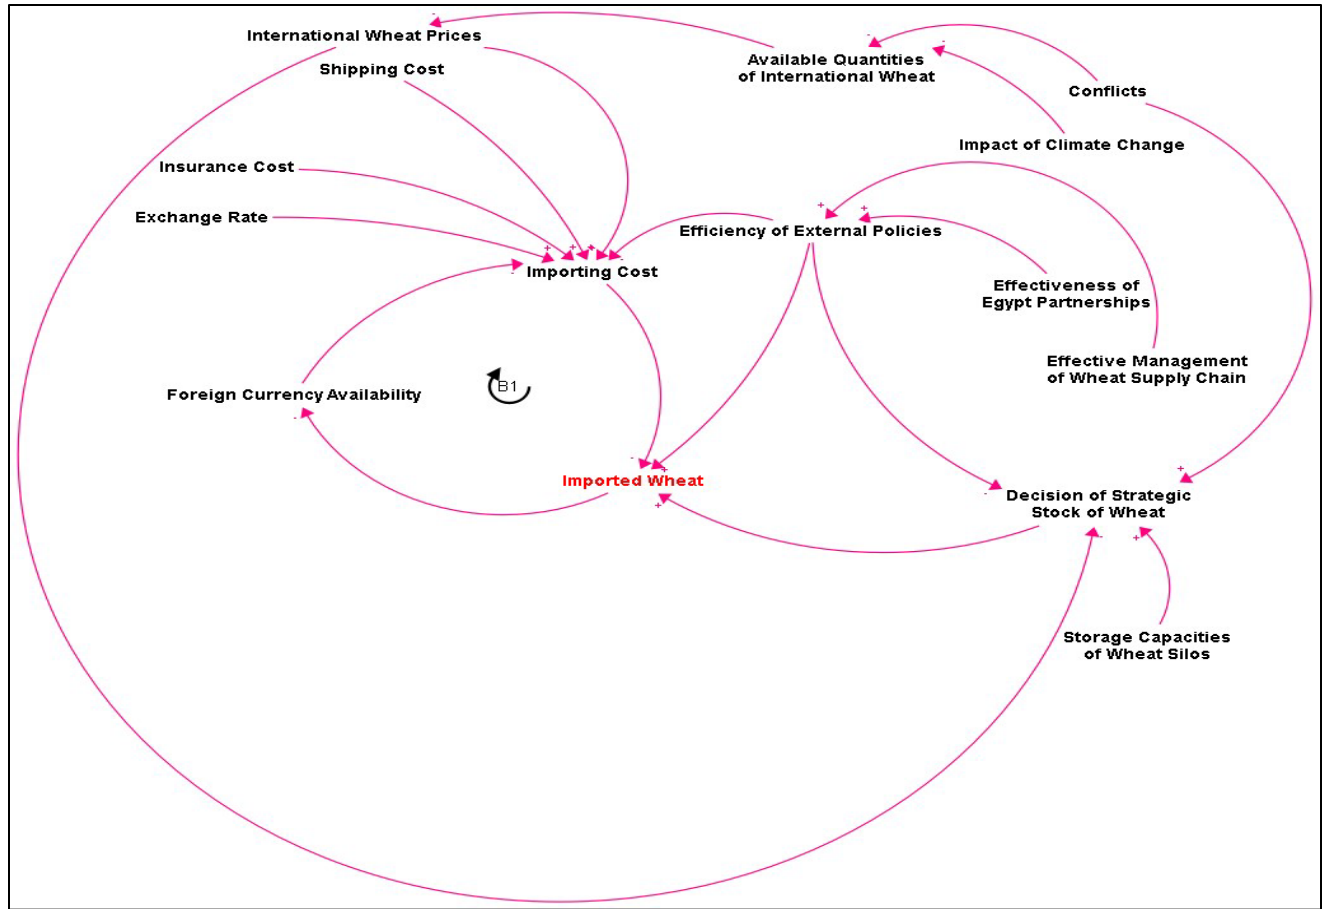 International Wheat Prices
Shipping Cost
Available Quantities
of International Wheat
Conflicts
Impact of Climate Change
Insurance Cost
Exchange Rate
Efficiency of External Policies
Importing Cost
Effectiveness of
Egypt Partnerships
Effective Management
of Wheat Supply Chain
Foreign Currency Availability
B1
Imported Wheat
Decision of Strategic
Stock of Wheat
Storage Capacities
of Wheat Silos